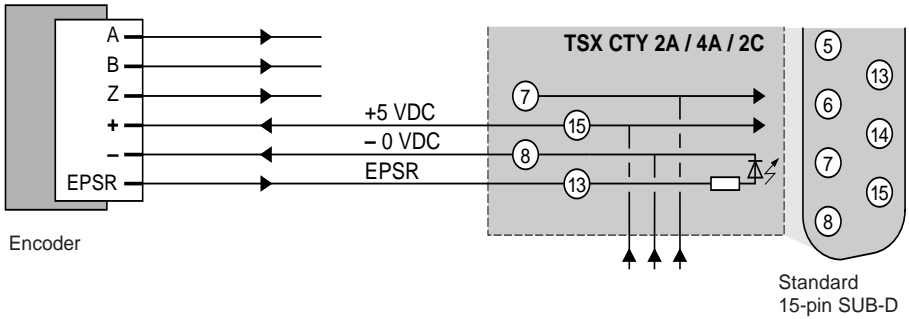 A
B
Z
+
–
EPSR
Encoder
+5 VDC
– 0 VDC
EPSR
TSX CTY 2A / 4A / 2C
7
15
8
13
5
13
6
14
7
15
8
Standard
15-pin SUB-D